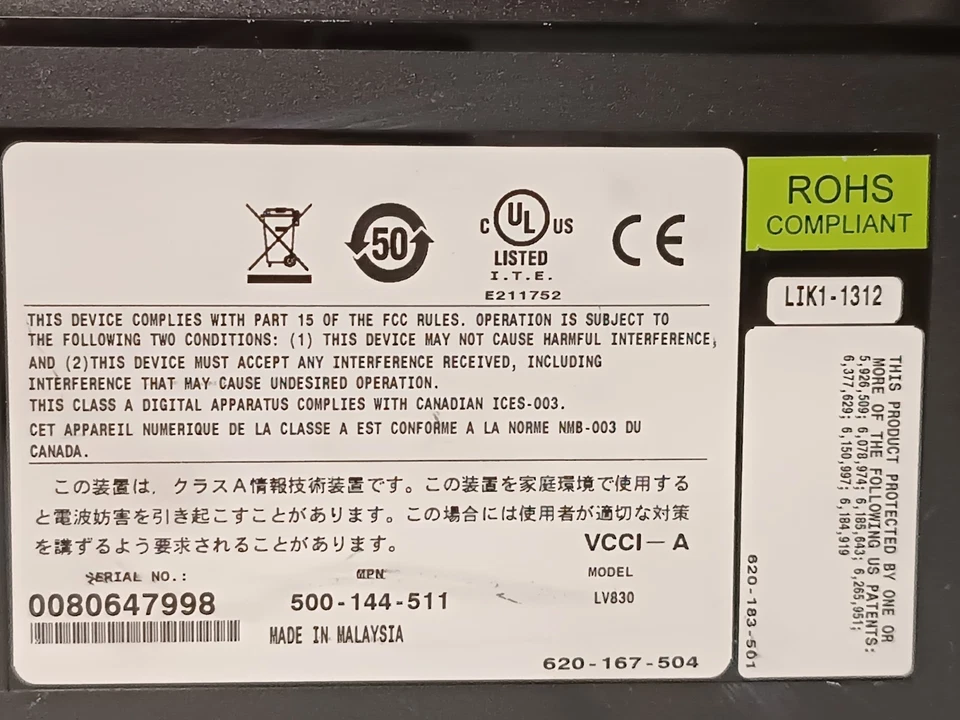 50
C UL US
LISTED
I.T.E.
E211752
CE
THIS DEVICE COMPLIES WITH PART 15 OF THE FCC RULES. OPERATION IS SUBJECT TO
THE FOLLOWING TWO CONDITIONS: (1) THIS DEVICE MAY NOT CAUSE HARMFUL INTERFERENCE,
AND (2)THIS DEVICE MUST ACCEPT ANY INTERFERENCE RECEIVED, INCLUDING
INTERFERENCE THAT MAY CAUSE UNDESIRED OPERATION.
THIS CLASS A DIGITAL APPARATUS COMPLIES WITH CANADIAN ICES-003.
CET APPAREIL NUMERIQUE DE LA CLASSE A EST CONFORME A LA NORME NMB-003 DU
CANADA.
この装置は、クラスA情報技術装置です。この装置を家庭環境で使用する
と電波妨害を引き起こすことがあります。この場合には使用者が適切な対策
を講ずるよう要求されることがあります。
VCCI-A
SERIAL NO.:
0080647998
MPN
500-144-511
MODEL
LV830
MADE IN MALAYSIA
620-167-504
ROHS
COMPLIANT
LIK1-1312
THIS PRODUCT PROTECTED BY ONE OR
MORE OF THE FOLLOWING US PATENTS:
5,926,509; 6,078,974; 6,185,643; 6,265,951;
6,377,629; 6,150,997; 6,184,919
620-183-501